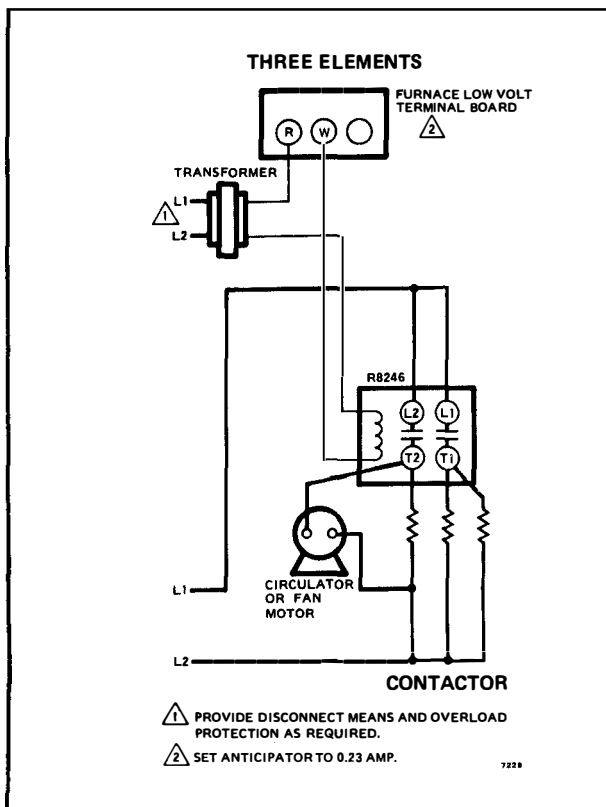 THREE ELEMENTS
FURNACE LOW VOLT
TERMINAL BOARD
2
R
W
TRANSFORMER
1
L1
L2
R8246
L2
L1
T2
T1
CIRCULATOR
OR FAN
MOTOR
L1
L2
CONTACTOR
1 PROVIDE DISCONNECT MEANS AND OVERLOAD
PROTECTION AS REQUIRED.
2 SET ANTICIPATOR TO 0.23 AMP.
7229